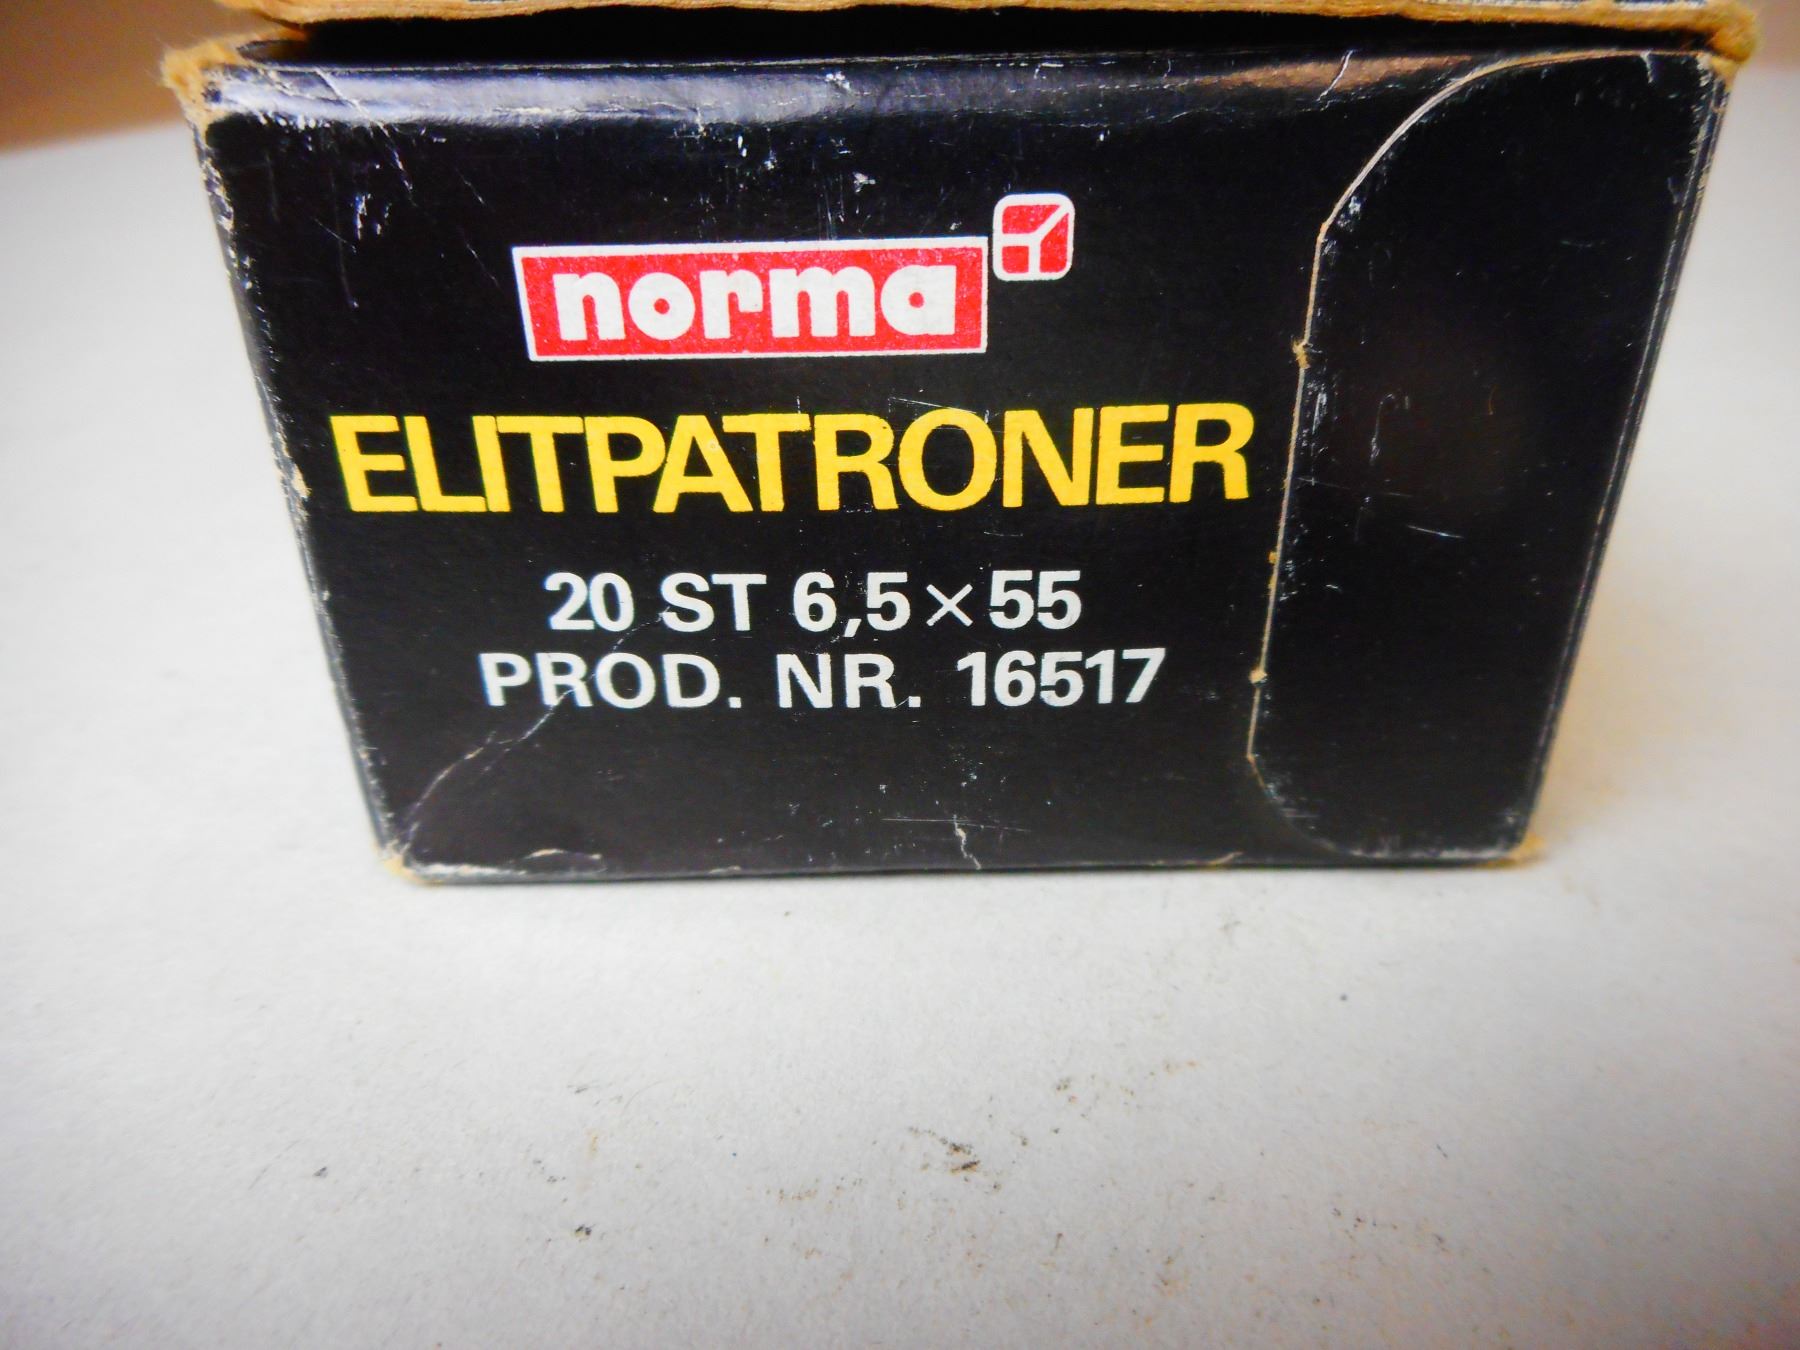 norma
ELITPATRONER
20 ST 6,5×55
PROD. NR. 16517